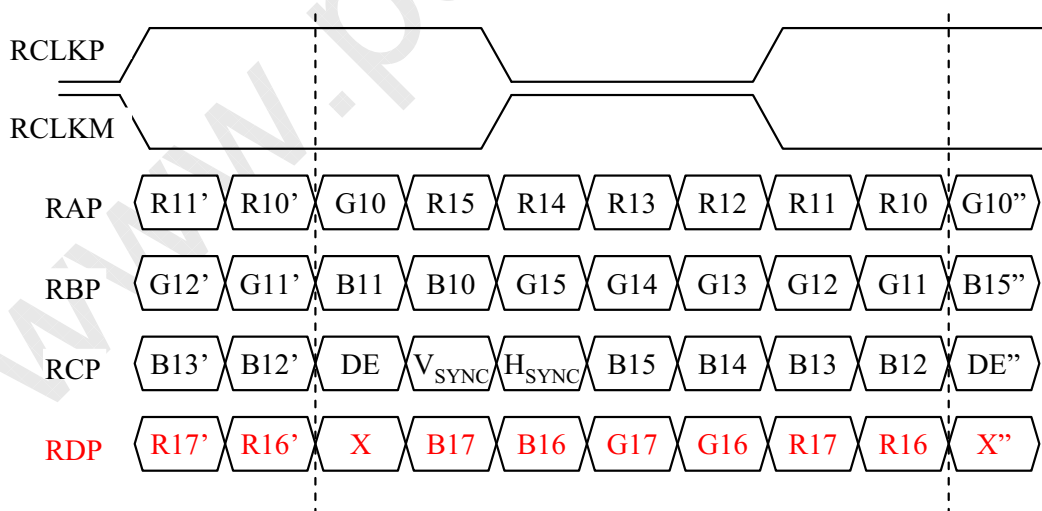 www.p
RCLKP
RCLKM
RAP R11’ R10’ G10 R15 R14 R13 R12 R11 R10 G10”
RBP G12’ G11’ B11 B10 G15 G14 G13 G12 G11 B15”
RCP B13’ B12’ DE VSYNC HSYNC B15 B14 B13 B12 DE”
RDP R17’ R16’ X B17 B16 G17 G16 R17 R16 X”